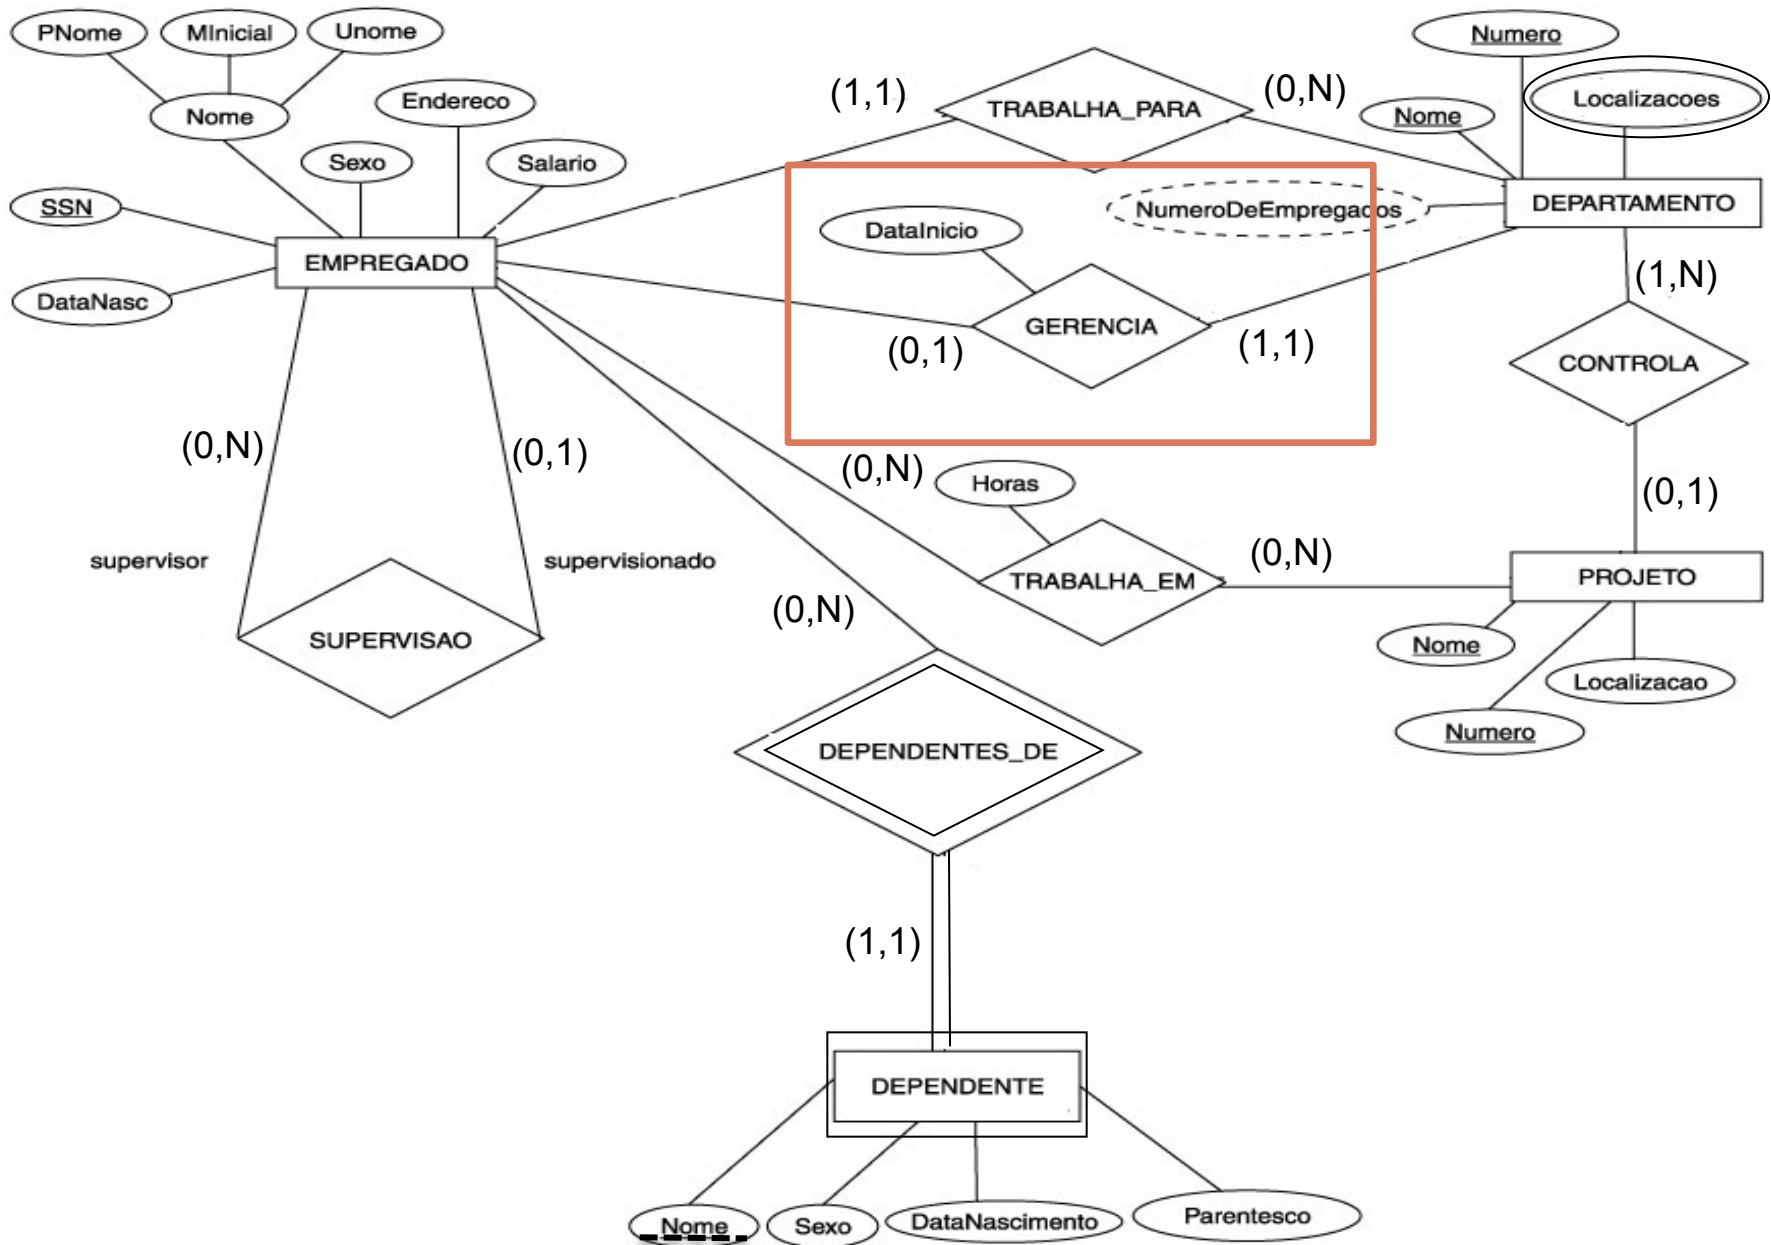 PNome
MInicial
Unome
Numero
Nome
Endereco
(1,1)
TRABALHA_PARA
(0,N)
Nome
Localizacoes
Sexo
Salario
SSN
NumeroDeEmpregados
DEPARTAMENTO
DataInicio
EMPREGADO
DataNasc
(1,N)
GERENCIA
(0,1)
(1,1)
CONTROLA
(0,N)
(0,1)
(0,N)
Horas
(0,1)
supervisor
supervisionado
(0,N)
TRABALHA_EM
PROJETO
(0,N)
SUPERVISAO
Nome
Localizacao
Numero
DEPENDENTES_DE
(1,1)
DEPENDENTE
Nome
Sexo
DataNascimento
Parentesco